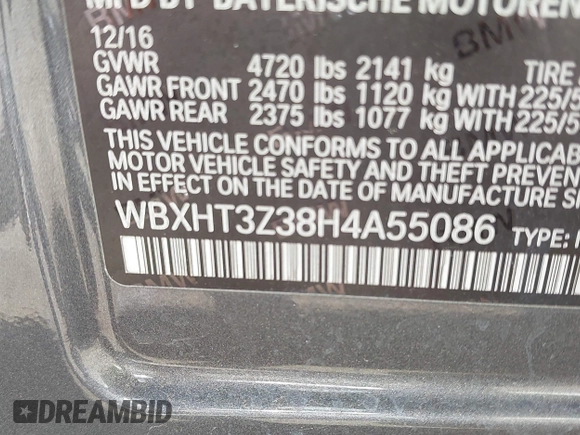 MFD BY BAYERISCHE MOTOREN
12/16
GVWR 4720 lbs 2141 kg TIRE
GAWR FRONT 2470 lbs 1120 kg WITH 225/5
GAWR REAR 2375 lbs 1077 kg WITH 225/5
THIS VEHICLE CONFORMS TO ALL APPLICABL
MOTOR VEHICLE SAFETY AND THEFT PREVEN
IN EFFECT ON THE DATE OF MANUFACTURE S
WBXHT3Z38H4A55086 TYPE:
DREAMBID